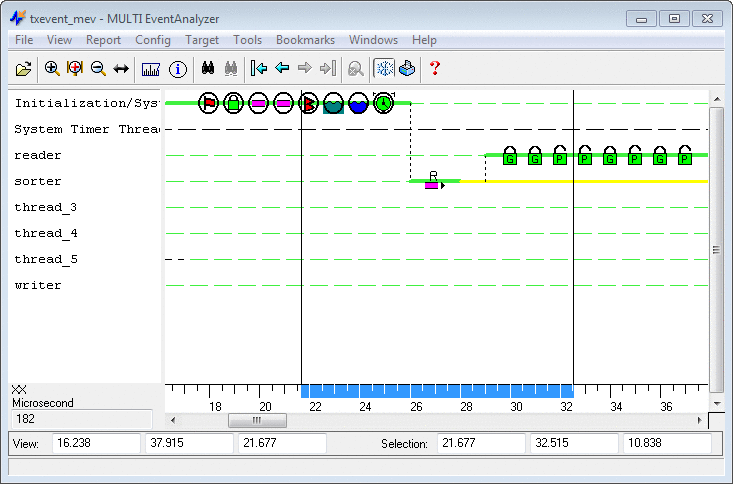 txevent_mev - MULTI EventAnalyzer
File View Report Config Target Tools Bookmarks Windows Help
Initialization/Sys
System Timer Threa
reader
G G P P G P G P
sorter
R
thread_3
thread_4
thread_5
writer
XX
Microsecond
182
18 20 22 24 26 28 30 32 34 36
View: 16.238 37.915 21.677 Selection: 21.677 32.515 10.838